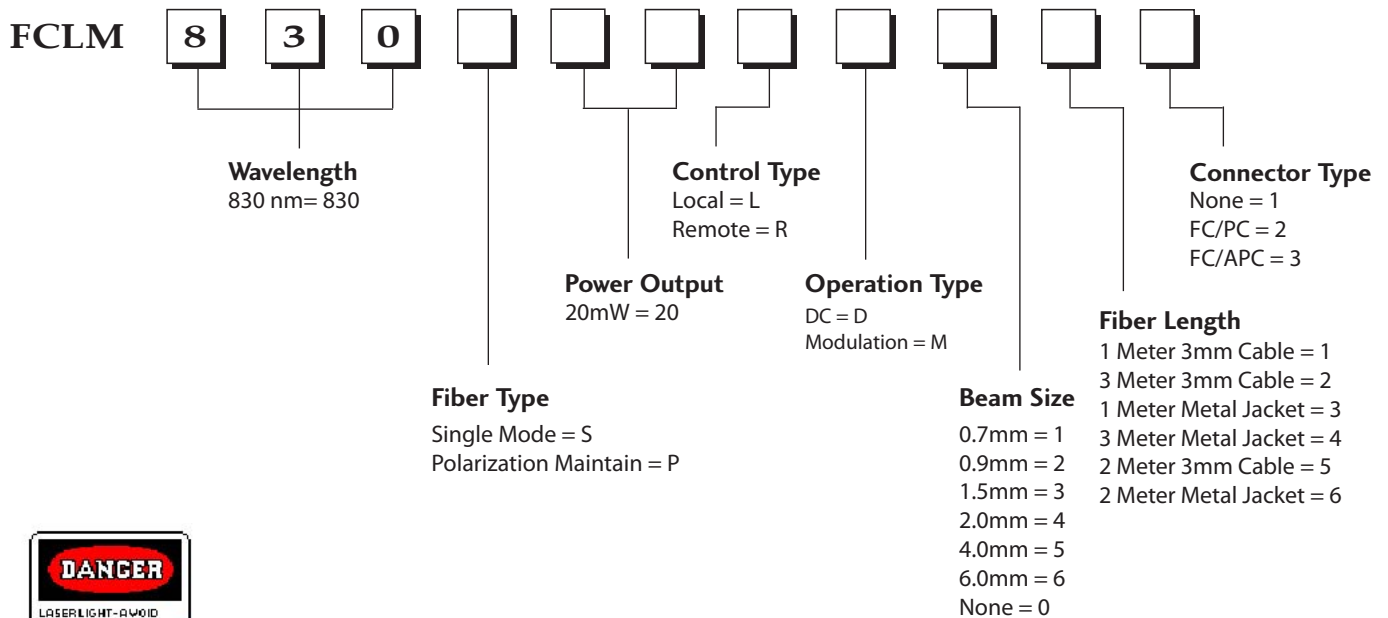 FCLM 8 3 0
Wavelength
830 nm= 830
Control Type
Local = L
Remote = R
Connector Type
None = 1
FC/PC = 2
FC/APC = 3
Power Output
20mW = 20
Operation Type
DC = D
Modulation = M
Fiber Length
1 Meter 3mm Cable = 1
3 Meter 3mm Cable = 2
1 Meter Metal Jacket = 3
3 Meter Metal Jacket = 4
2 Meter 3mm Cable = 5
2 Meter Metal Jacket = 6
Fiber Type
Single Mode = S
Polarization Maintain = P
Beam Size
0.7mm = 1
0.9mm = 2
1.5mm = 3
2.0mm = 4
4.0mm = 5
6.0mm = 6
None = 0
DANGER
LASERLIGHT-AVOID